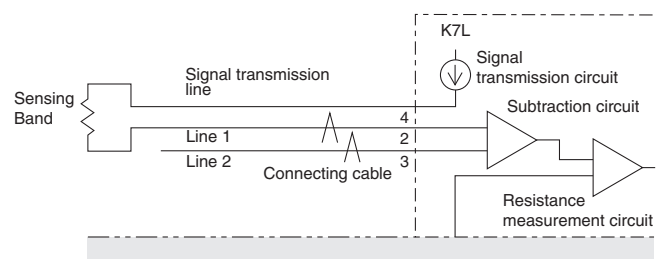 K7L
Signal
transmission circuit
Signal transmission
line
Sensing
Band
Subtraction circuit
4
Line 1
2
Line 2
3
Connecting cable
Resistance
measurement circuit